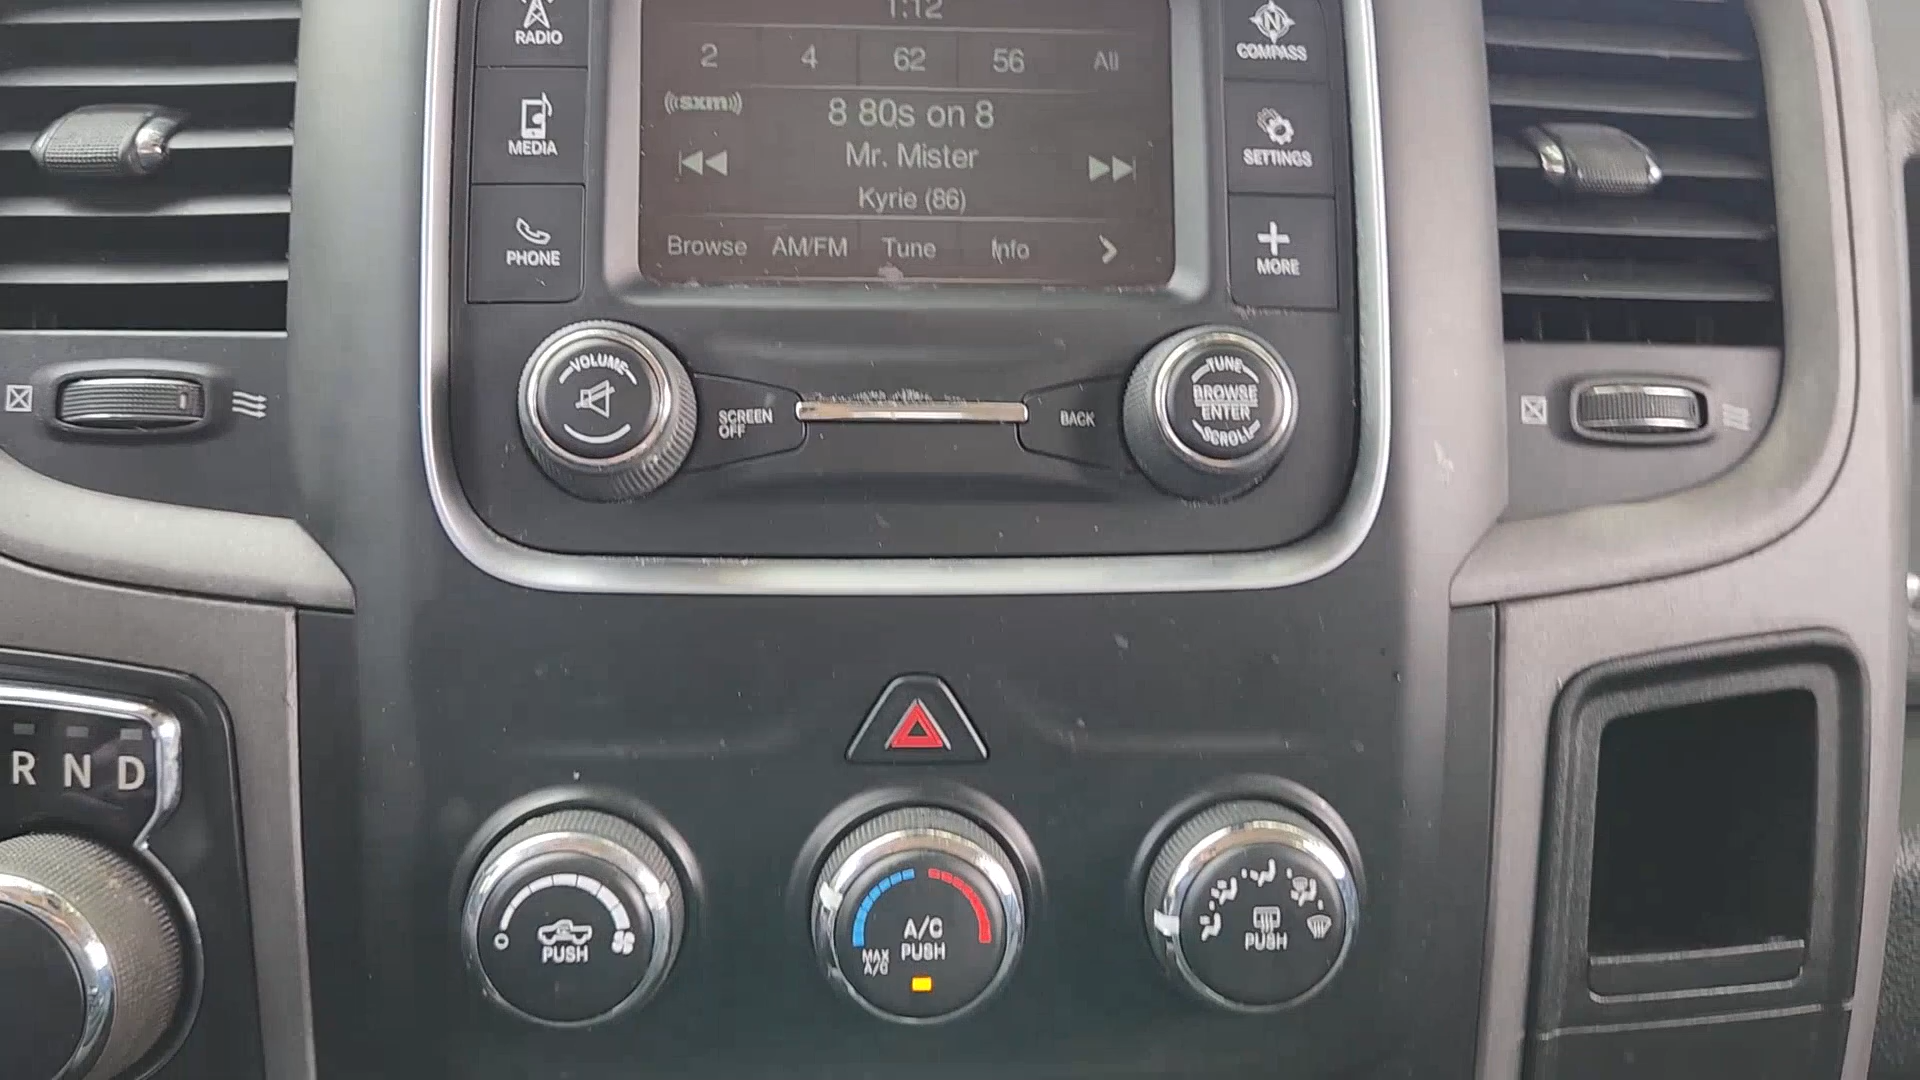 1:12
RADIO
2 4 62 56 All
COMPASS
((sxm))
8 80s on 8
MEDIA
Mr. Mister
SETTINGS
Kyrie (86)
PHONE
Browse AM/FM Tune Info >
MORE
VOLUME
SCREEN
OFF
BACK
TUNE
BROWSE
ENTER
SCROLL
R N D
PUSH
A/C
PUSH
MAX
A/C
PUSH